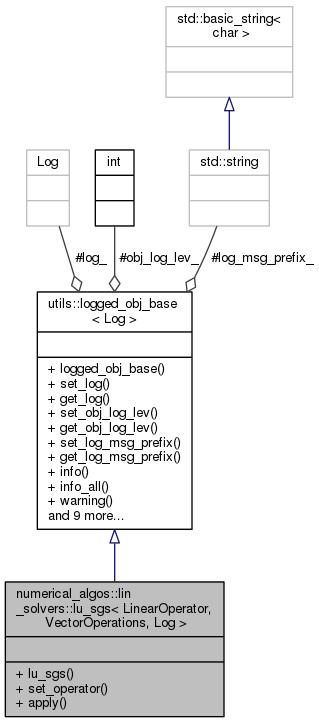 std::basic_string<
char >
Log
int
std::string
#log_
#obj_log_lev_
#log_msg_prefix_
utils::logged_obj_base
< Log >
+ logged_obj_base()
+ set_log()
+ get_log()
+ set_obj_log_lev()
+ get_obj_log_lev()
+ set_log_msg_prefix()
+ get_log_msg_prefix()
+ info()
+ info_all()
+ warning()
and 9 more...
numerical_algos::lin
_solvers::lu_sgs< LinearOperator,
VectorOperations, Log >
+ lu_sgs()
+ set_operator()
+ apply()